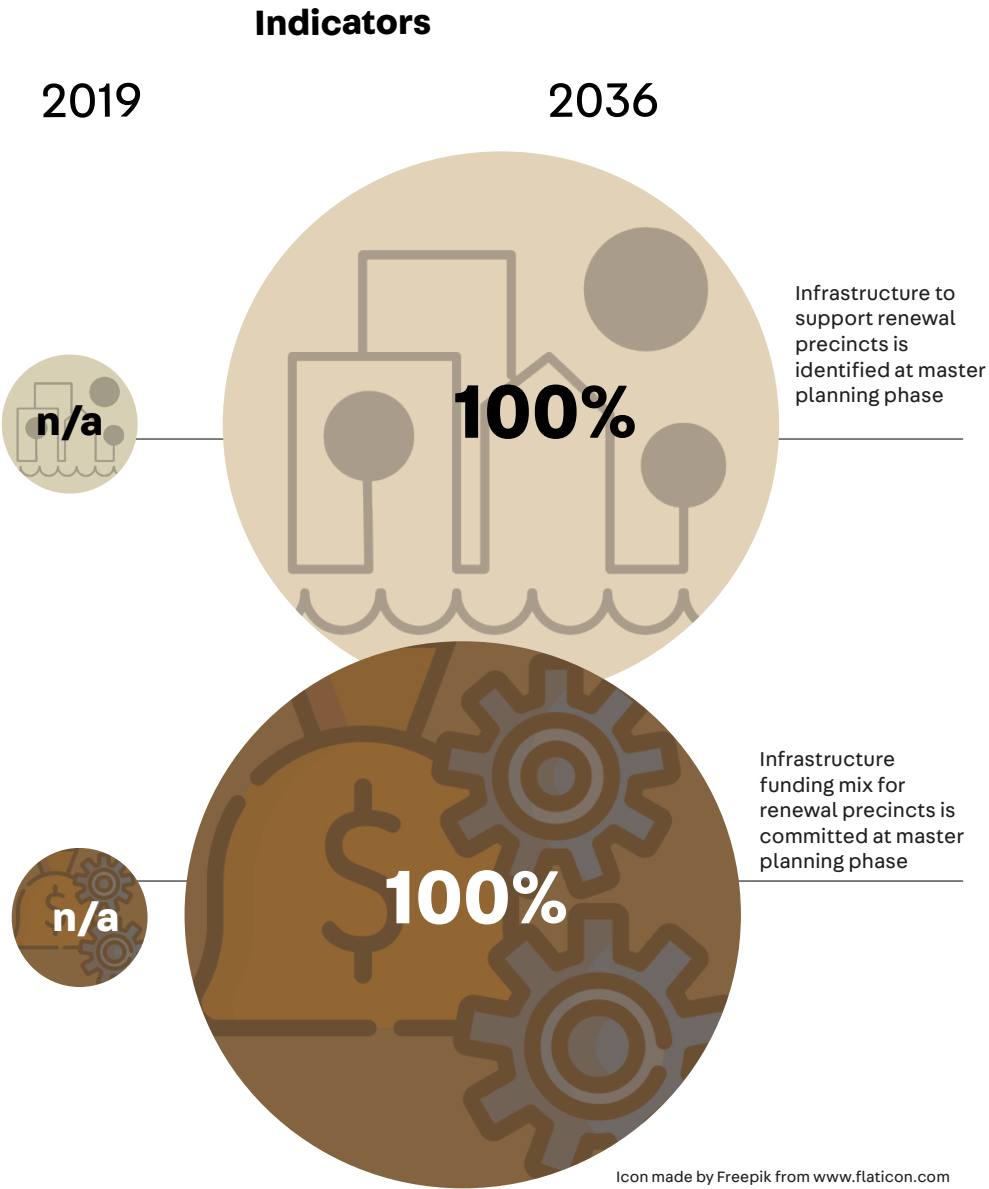 Indicators
2019
2036
Infrastructure to
support renewal
precincts is
identified at master
planning phase
n/a
100%
Infrastructure
funding mix for
renewal precincts is
committed at master
planning phase
n/a
$
100%
Icon made by Freepik from www.flaticon.com